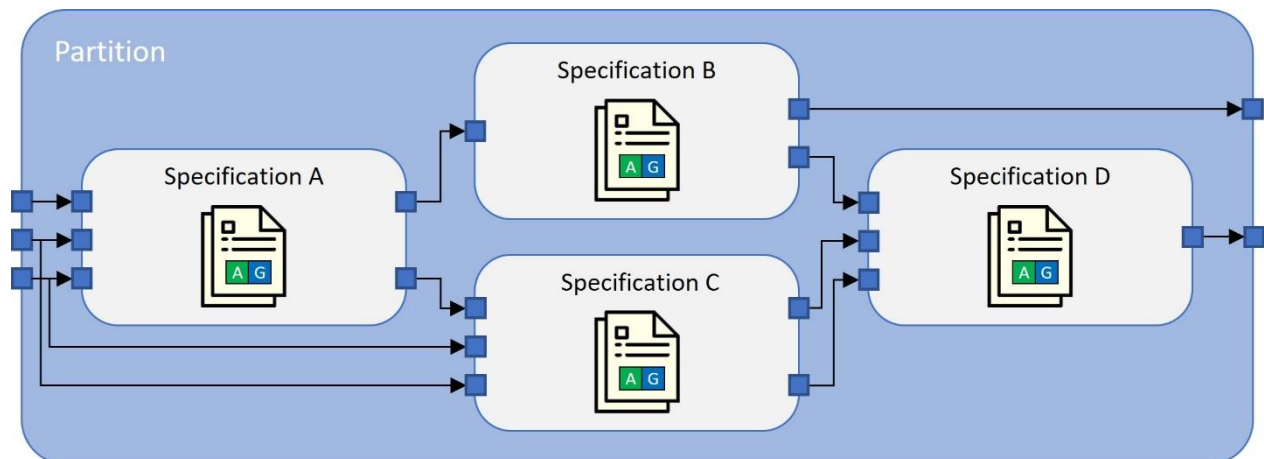 Partition
Specification B
A G
Specification A
A G
Specification D
A G
Specification C
A G